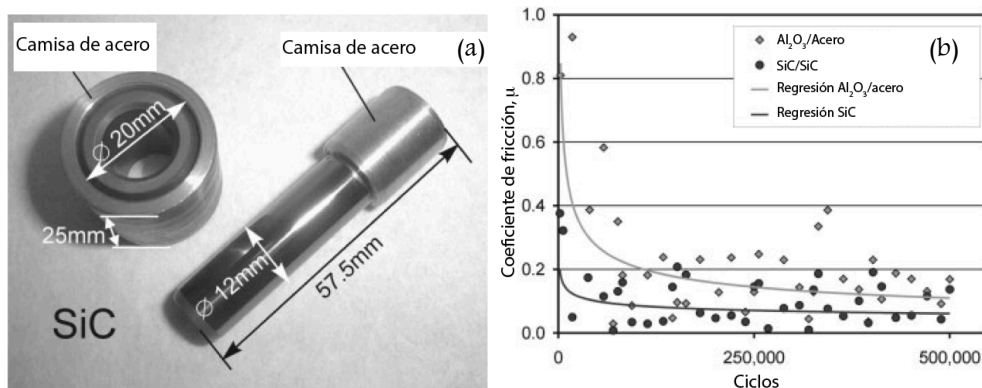 Camisa de acero
Camisa de acero
(a)
Ø 20mm
25mm
Ø 12mm
57.5mm
SiC
(b)
Coeficiente de fricción, μ
1.0
0.8
0.6
0.4
0.2
0.0
Al₂O₃/Acero
SiC/SiC
Regresión Al₂O₃/acero
Regresión SiC
0
250,000
500,000
Ciclos